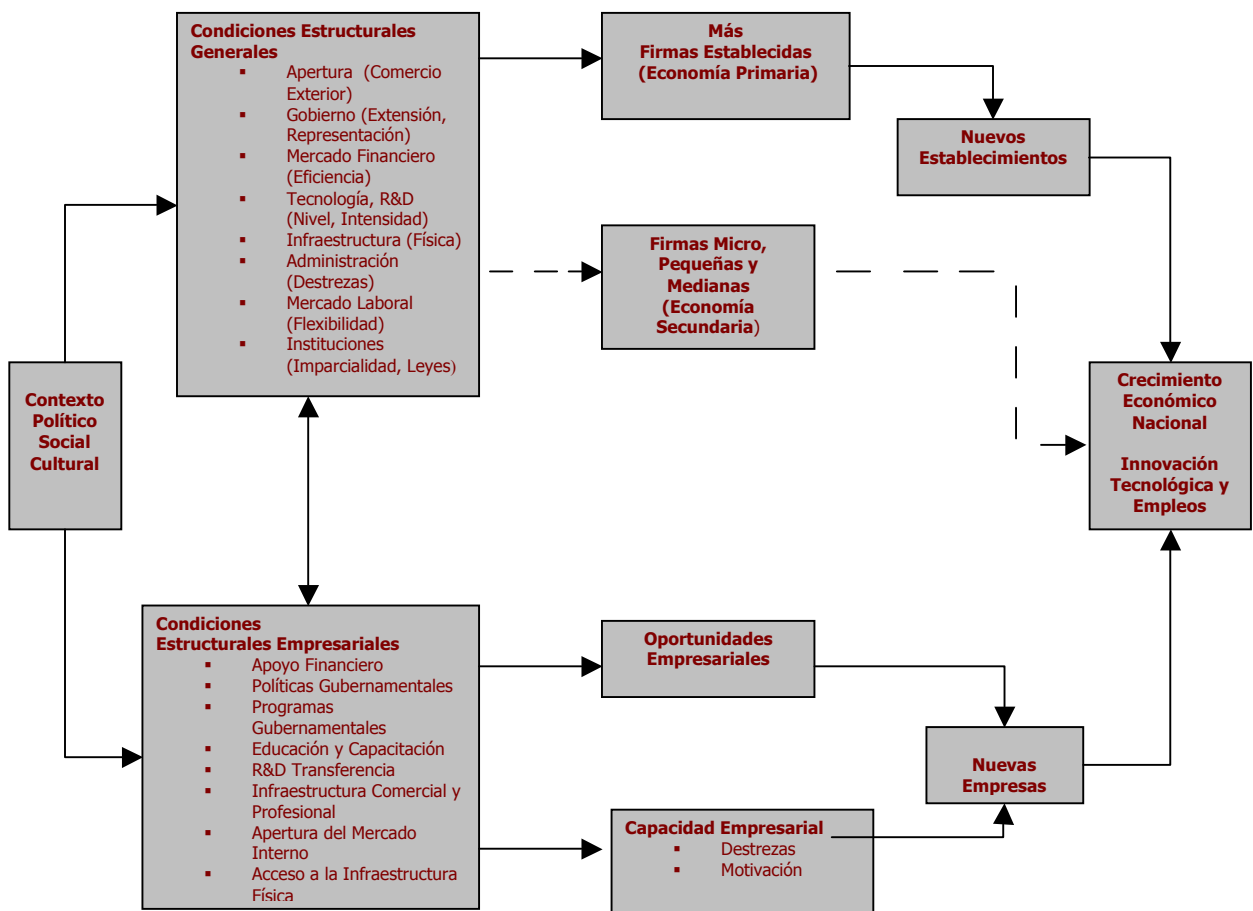 Condiciones Estructurales
Generales
▪ Apertura (Comercio
Exterior)
▪ Gobierno (Extensión,
Representación)
▪ Mercado Financiero
(Eficiencia)
▪ Tecnología, R&D
(Nivel, Intensidad)
▪ Infraestructura (Física)
▪ Administración
(Destrezas)
▪ Mercado Laboral
(Flexibilidad)
▪ Instituciones
(Imparcialidad, Leyes)
Más
Firmas Establecidas
(Economía Primaria)
Nuevos
Establecimientos
Firmas Micro,
Pequeñas y
Medianas
(Economía
Secundaria)
Contexto
Político
Social
Cultural
Crecimiento
Económico
Nacional
Innovación
Tecnológica y
Empleos
Condiciones
Estructurales Empresariales
▪ Apoyo Financiero
▪ Políticas Gubernamentales
▪ Programas
Gubernamentales
▪ Educación y Capacitación
▪ R&D Transferencia
▪ Infraestructura Comercial y
Profesional
▪ Apertura del Mercado
Interno
▪ Acceso a la Infraestructura
Física
Oportunidades
Empresariales
Nuevas
Empresas
Capacidad Empresarial
▪ Destrezas
▪ Motivación